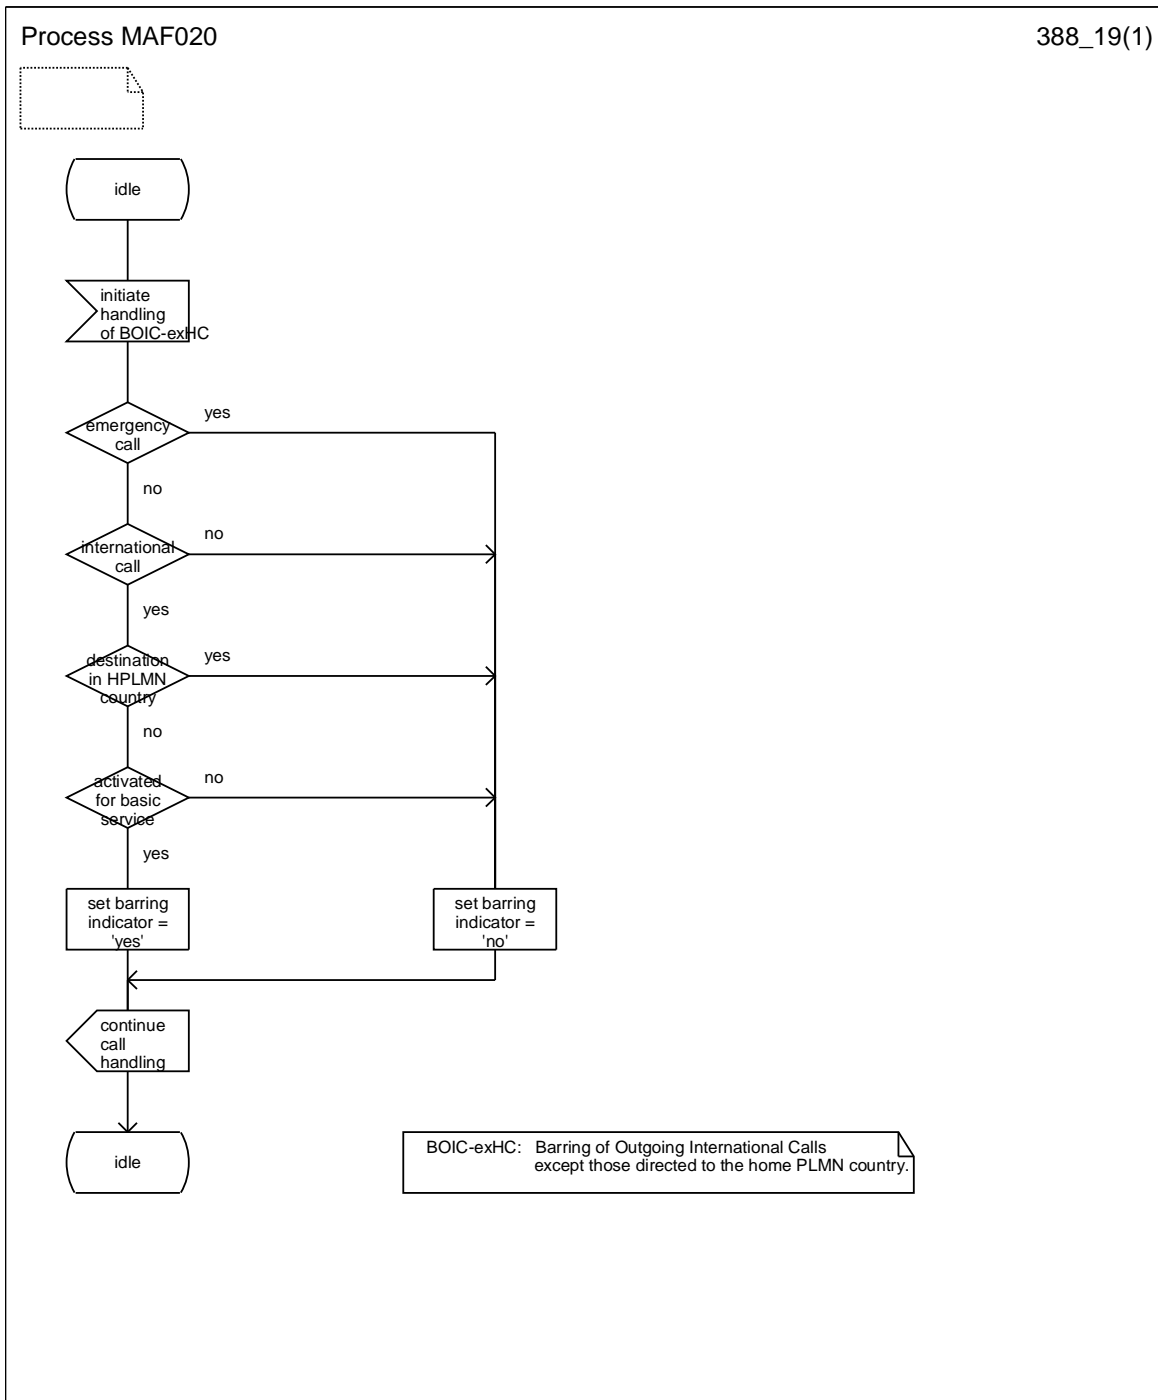 Process MAF020
388_19(1)
idle
initiate
handling
of BOIC-exHC
emergency
call
yes
no
international
call
no
yes
destination
in HPLMN
country
yes
no
activated
for basic
service
no
yes
set barring
indicator =
'yes'
set barring
indicator =
'no'
continue
call
handling
idle
BOIC-exHC: Barring of Outgoing International Calls
except those directed to the home PLMN country.